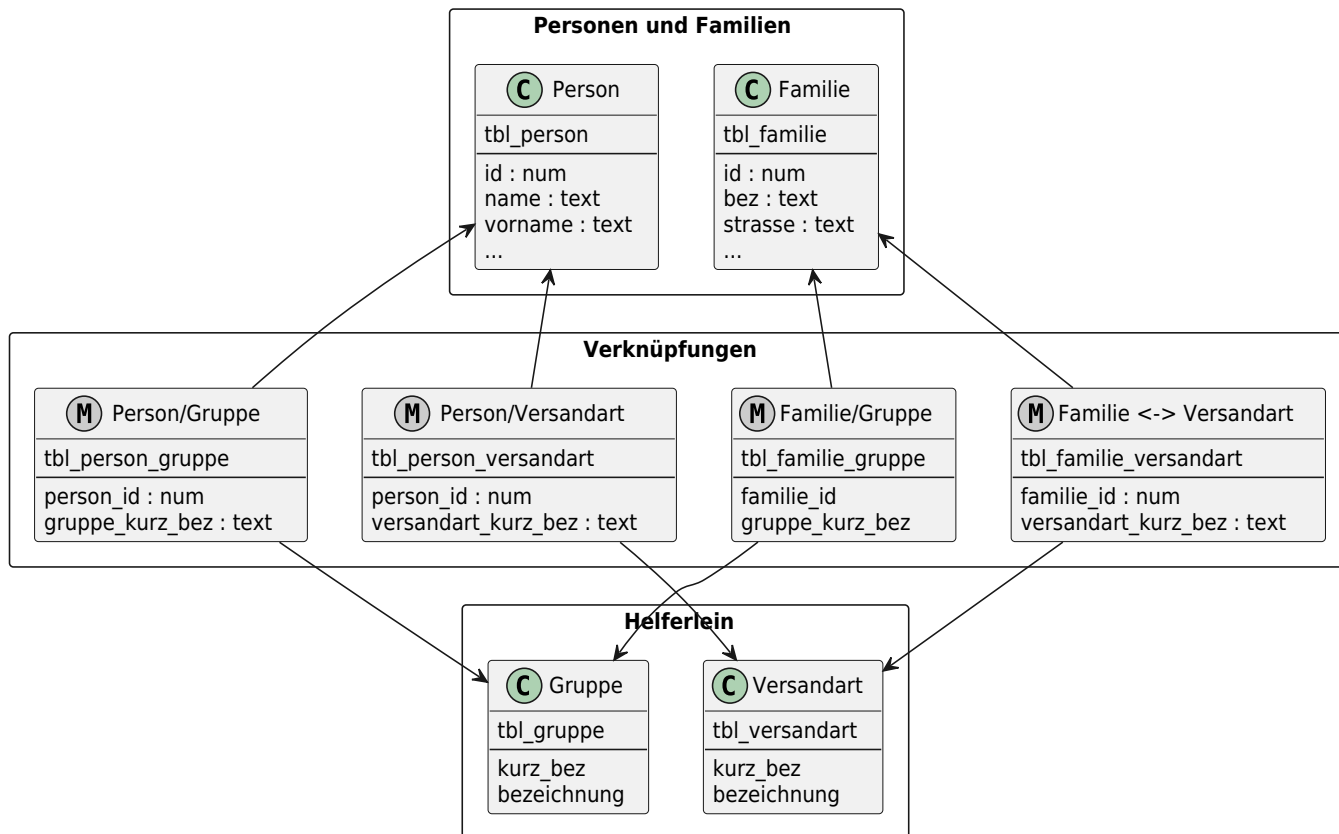 Personen und Familien
C Person
tbl_person
id : num
name : text
vorname : text
...
C Familie
tbl_familie
id : num
bez : text
strasse : text
...
Verknüpfungen
M Person/Gruppe
tbl_person_gruppe
person_id : num
gruppe_kurz_bez : text
M Person/Versandart
tbl_person_versandart
person_id : num
versandart_kurz_bez : text
M Familie/Gruppe
tbl_familie_gruppe
familie_id
gruppe_kurz_bez
M Familie <-> Versandart
tbl_familie_versandart
familie_id : num
versandart_kurz_bez : text
Helferlein
C Gruppe
tbl_gruppe
kurz_bez
bezeichnung
C Versandart
tbl_versandart
kurz_bez
bezeichnung